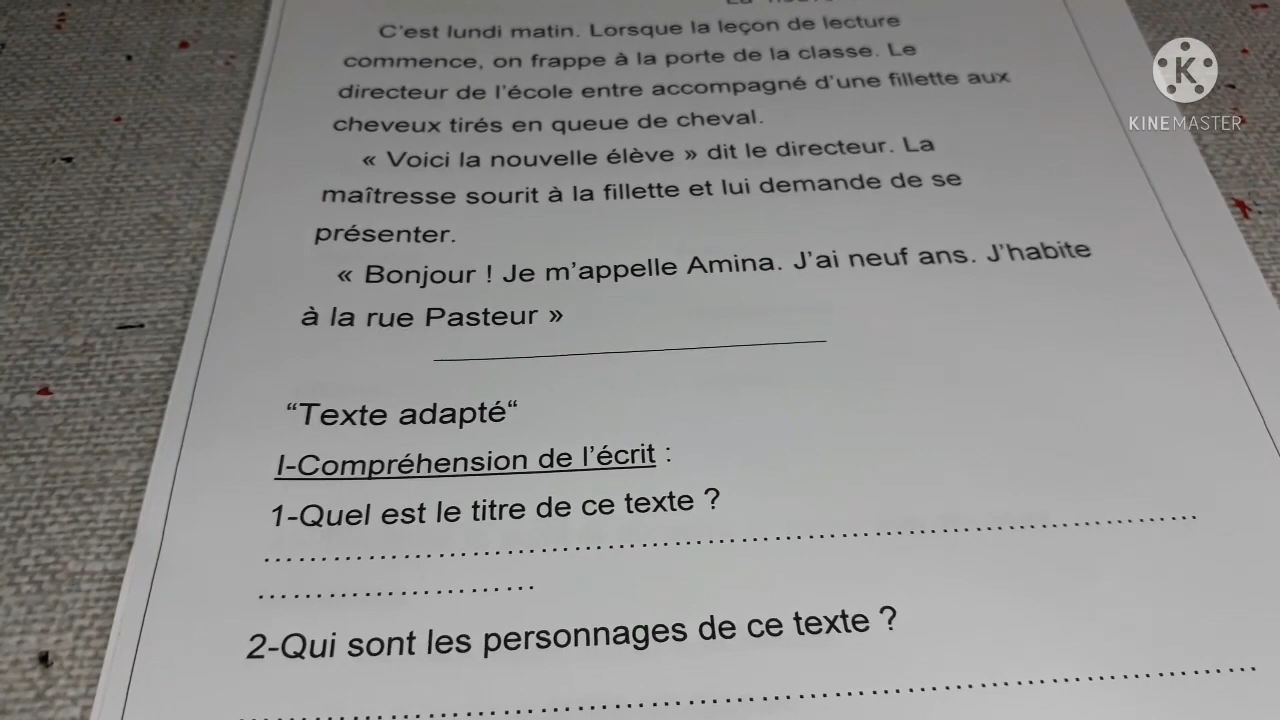 C'est lundi matin. Lorsque la leçon de lecture
commence, on frappe à la porte de la classe. Le
directeur de l'école entre accompagné d'une fillette aux
cheveux tirés en queue de cheval.
« Voici la nouvelle élève » dit le directeur. La
maîtresse sourit à la fillette et lui demande de se
présenter.
« Bonjour ! Je m'appelle Amina. J'ai neuf ans. J'habite
à la rue Pasteur »
“Texte adapté“
I-Compréhension de l'écrit :
1-Quel est le titre de ce texte ?
2-Qui sont les personnages de ce texte ?
KINEMASTER